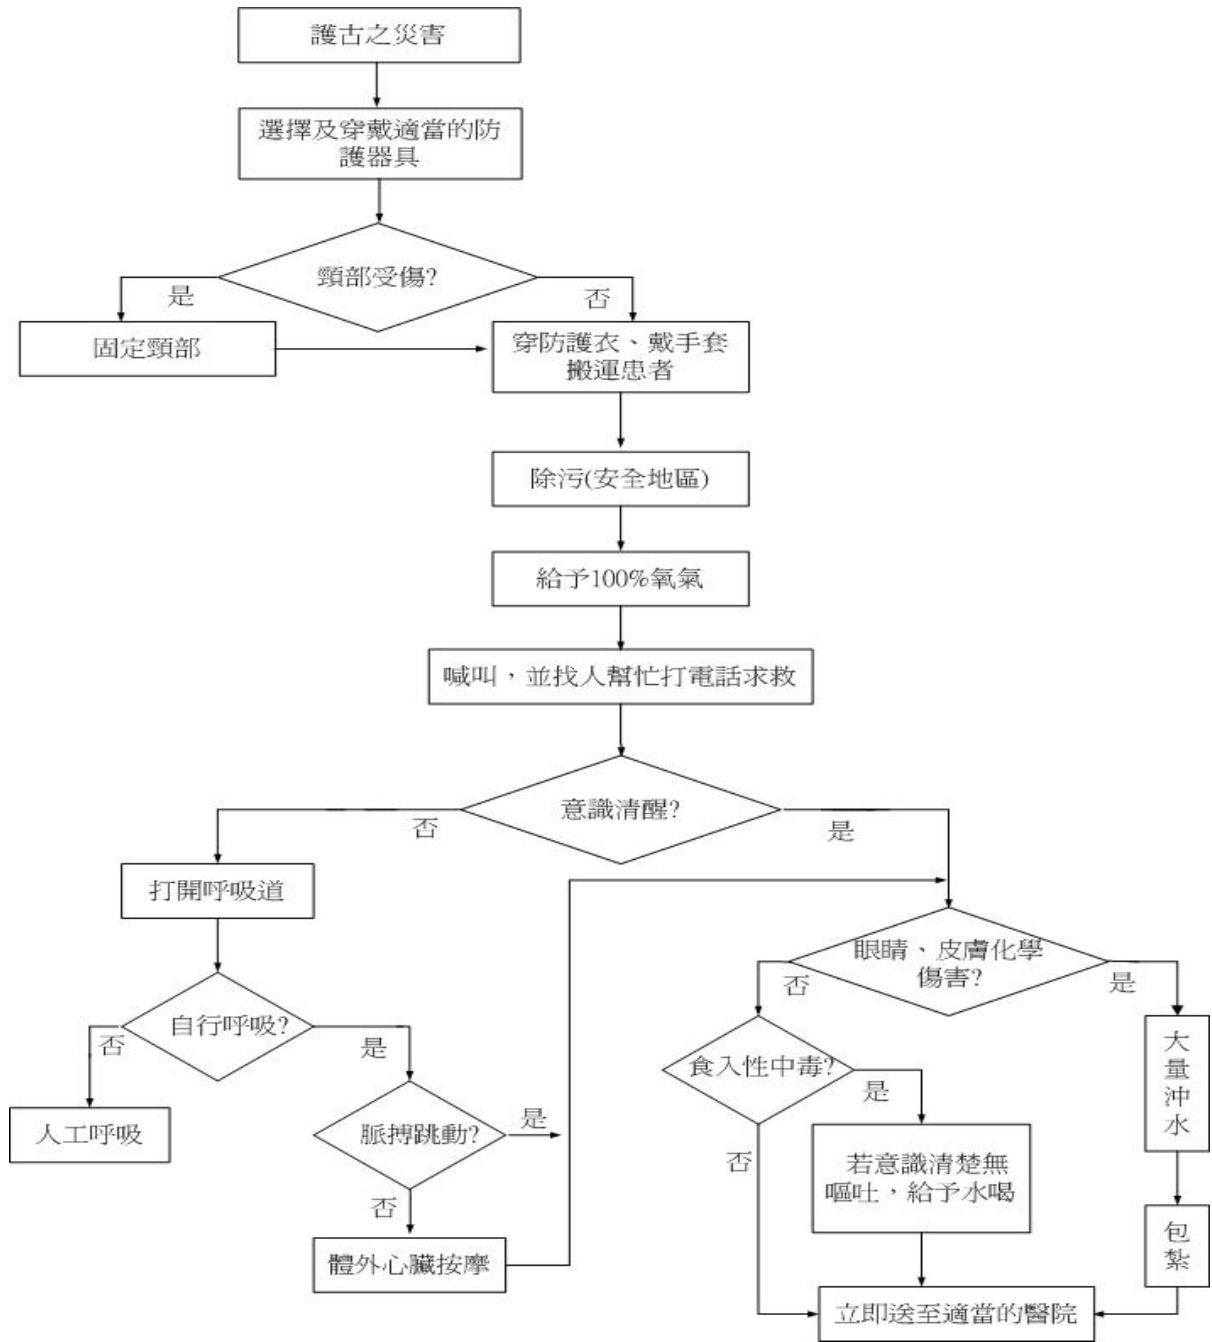 護古之災害
選擇及穿戴適當的防
護器具
頸部受傷?
是
否
固定頸部
穿防護衣、戴手套
搬運患者
除污(安全地區)
給予100%氧氣
喊叫，並找人幫忙打電話求救
意識清醒?
否
是
打開呼吸道
眼睛、皮膚化學
傷害?
否
是
自行呼吸?
否
是
大
量
沖
水
食入性中毒?
是
否
人工呼吸
脈搏跳動?
是
否
若意識清楚無
嘔吐，給予水喝
包
紮
體外心臟按摩
立即送至適當的醫院